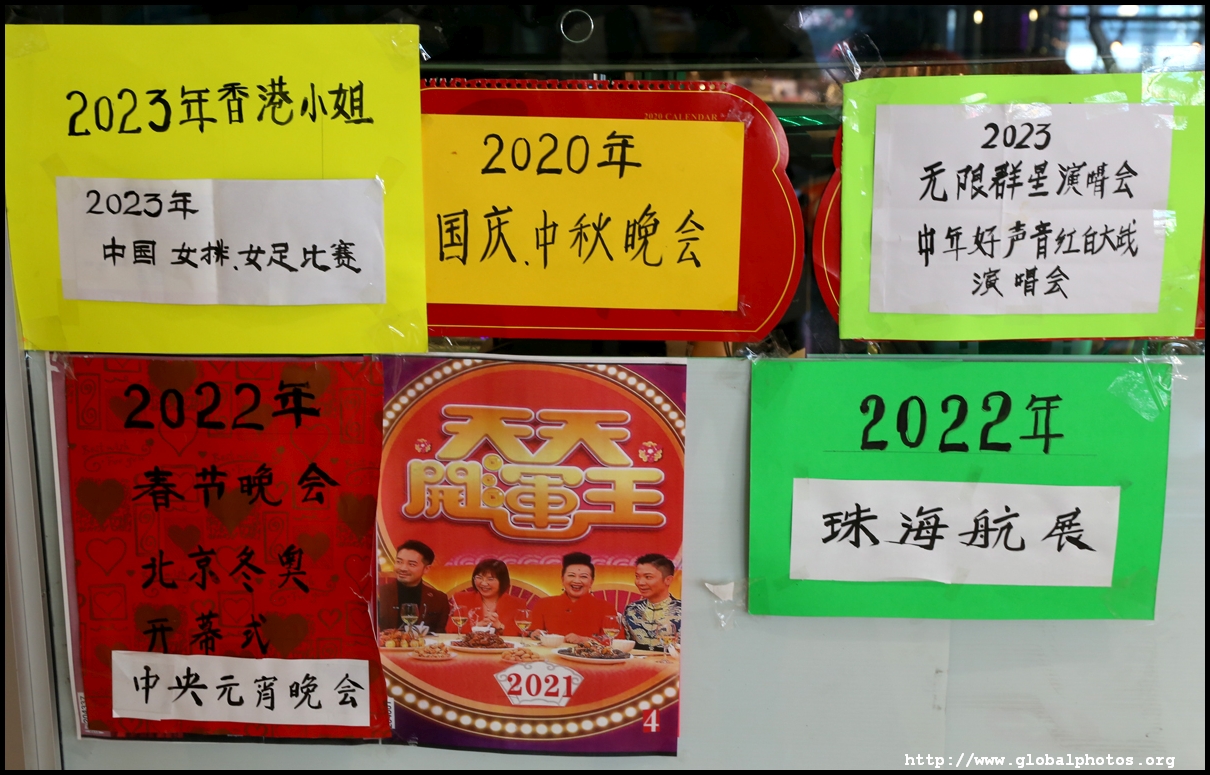 2023年香港小姐
2023年
中国 女排、女足比赛
2020 CALENDAR
2020年
国庆、中秋晚会
2023
无限群星演唱会
中年好声音红白大战
演唱会
2022年
春节晚会
北京冬奥
开幕式
中央元宵晚会
天天
開運王
2021
4
2022年
珠海航展
http://www.globalphotos.org